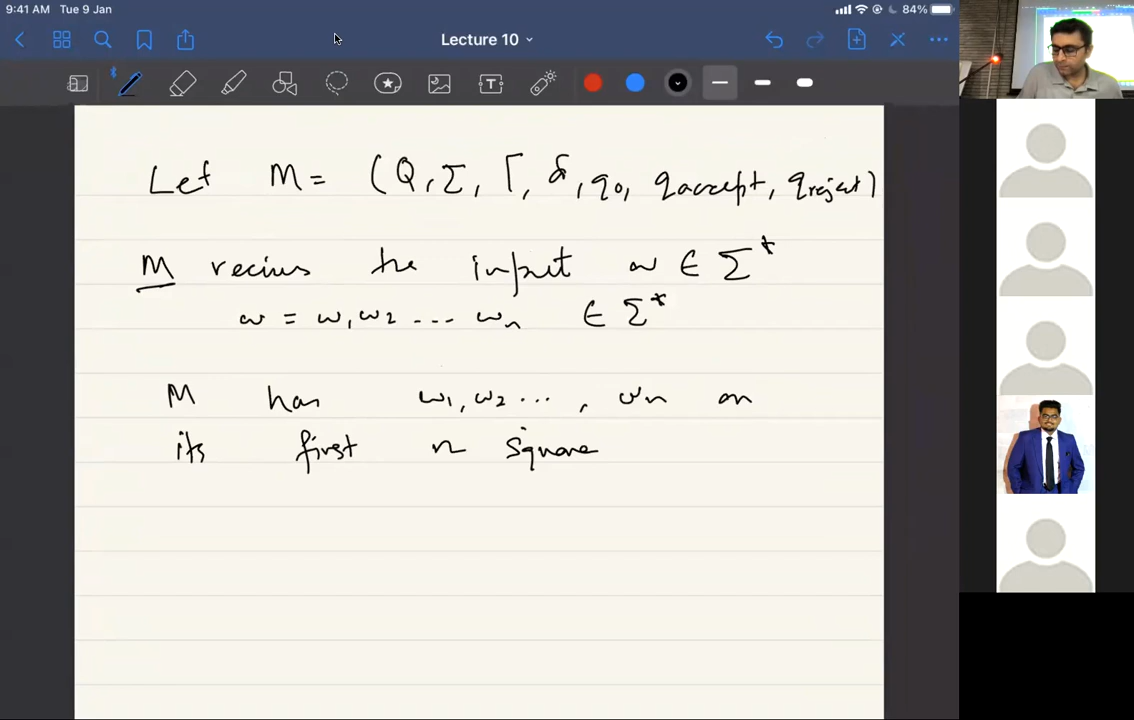 9:41 AM Tue 9 Jan 84%
Lecture 10
Let M = (Q, Σ, Γ, δ, q0, qaccept, qreject)
M recives the input w ∈ Σ*
w = w1w2 ... wn ∈ Σ*
M has w1, w2 ... , wn on
its first n square